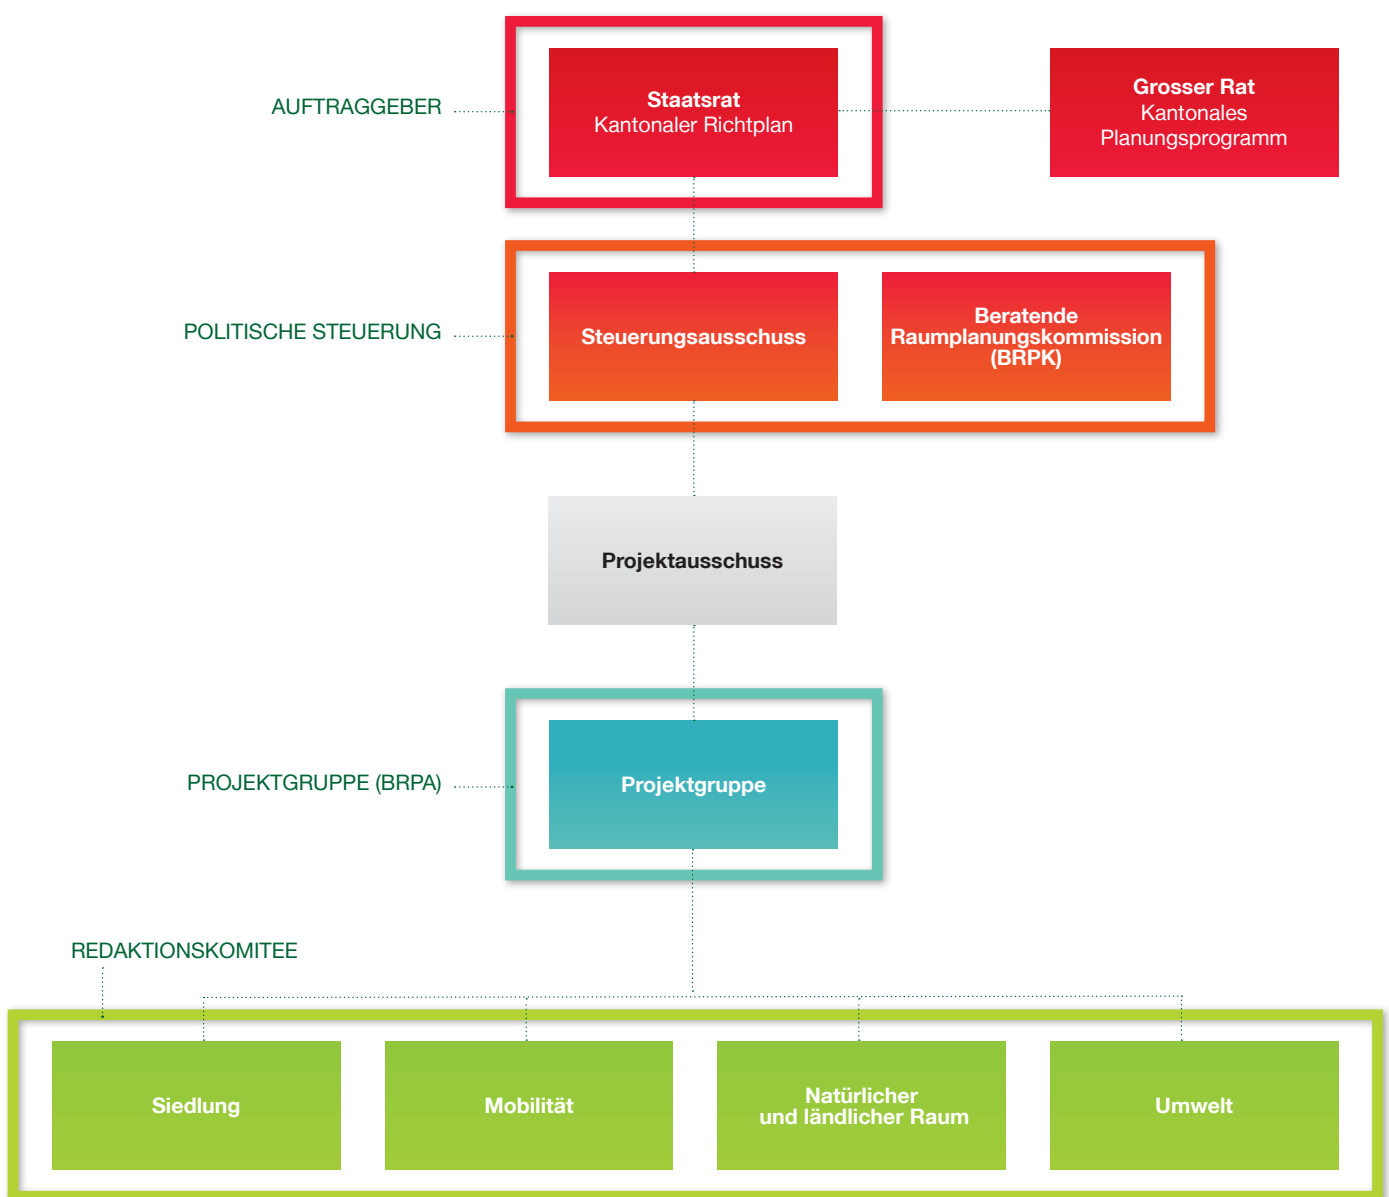 AUFTRAGGEBER
Staatsrat
Kantonaler Richtplan
Grosser Rat
Kantonales
Planungsprogramm
POLITISCHE STEUERUNG
Steuerungsausschuss
Beratende
Raumplanungskommission
(BRPK)
Projektausschuss
PROJEKTGRUPPE (BRPA)
Projektgruppe
REDAKTIONSKOMITEE
Siedlung
Mobilität
Natürlicher
und ländlicher Raum
Umwelt